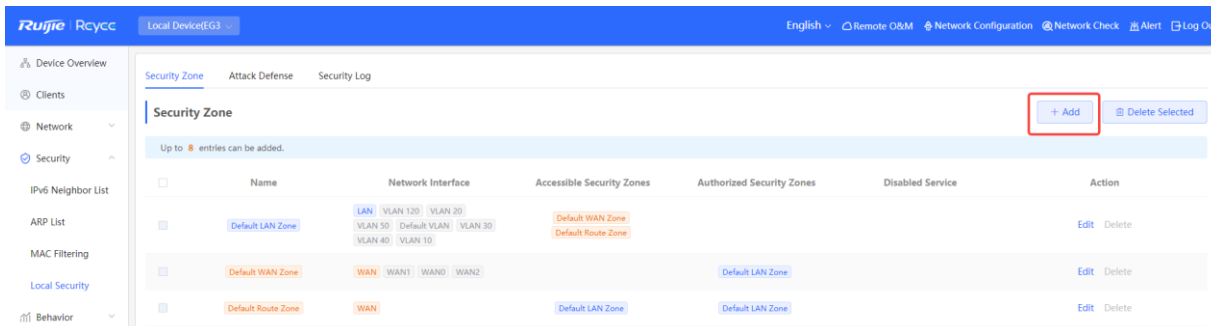 Ruijie Rcycc Local Device(EG3 English Remote O&M Network Configuration Network Check Alert Log Ou
Device Overview
Clients
Network
Security
IPv6 Neighbor List
ARP List
MAC Filtering
Local Security
Behavior
Security Zone Attack Defense Security Log
Security Zone
+ Add Delete Selected
Up to 8 entries can be added.
Name Network Interface Accessible Security Zones Authorized Security Zones Disabled Service Action
LAN VLAN 120 VLAN 20
Default LAN Zone VLAN 50 Default VLAN VLAN 30 Default WAN Zone Edit Delete
VLAN 40 VLAN 10 Default Route Zone
Default WAN Zone WAN WAN1 WAN0 WAN2 Default LAN Zone Edit Delete
Default Route Zone WAN Default LAN Zone Default LAN Zone Edit Delete